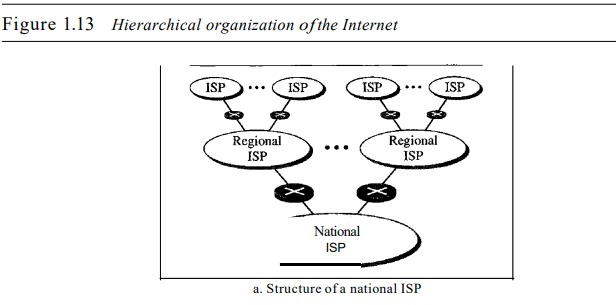 Figure 1.13 Hierarchical organization of the Internet
ISP ••• ISP ISP ••• ISP
Regional ISP ••• Regional ISP
National
ISP
a. Structure of a national ISP